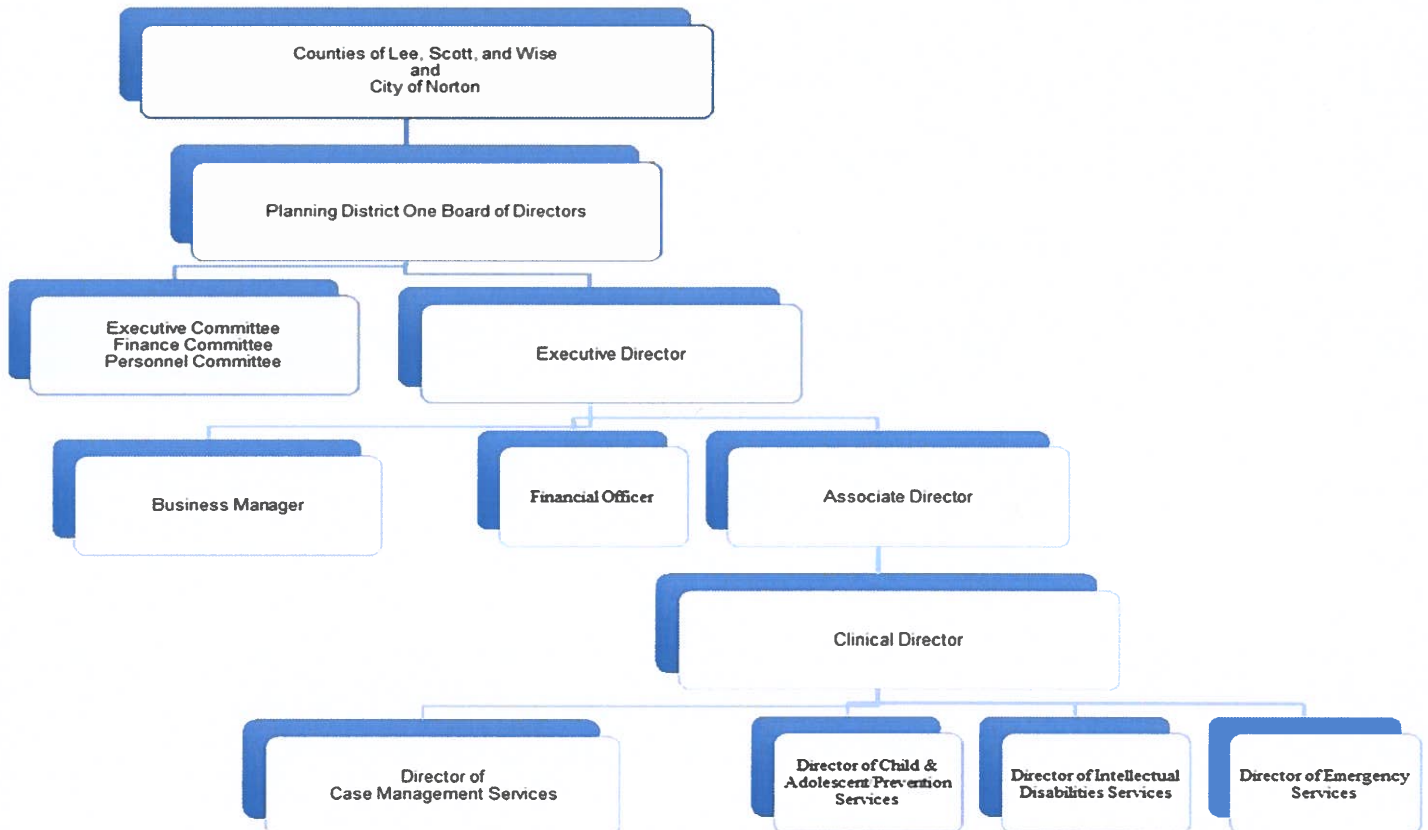 Counties of Lee, Scott, and Wise
and
City of Norton
Planning District One Board of Directors
Executive Committee
Finance Committee
Personnel Committee
Executive Director
Business Manager
Financial Officer
Associate Director
Clinical Director
Director of
Case Management Services
Director of Child &
Adolescent/Prevention
Services
Director of Intellectual
Disabilities Services
Director of Emergency
Services